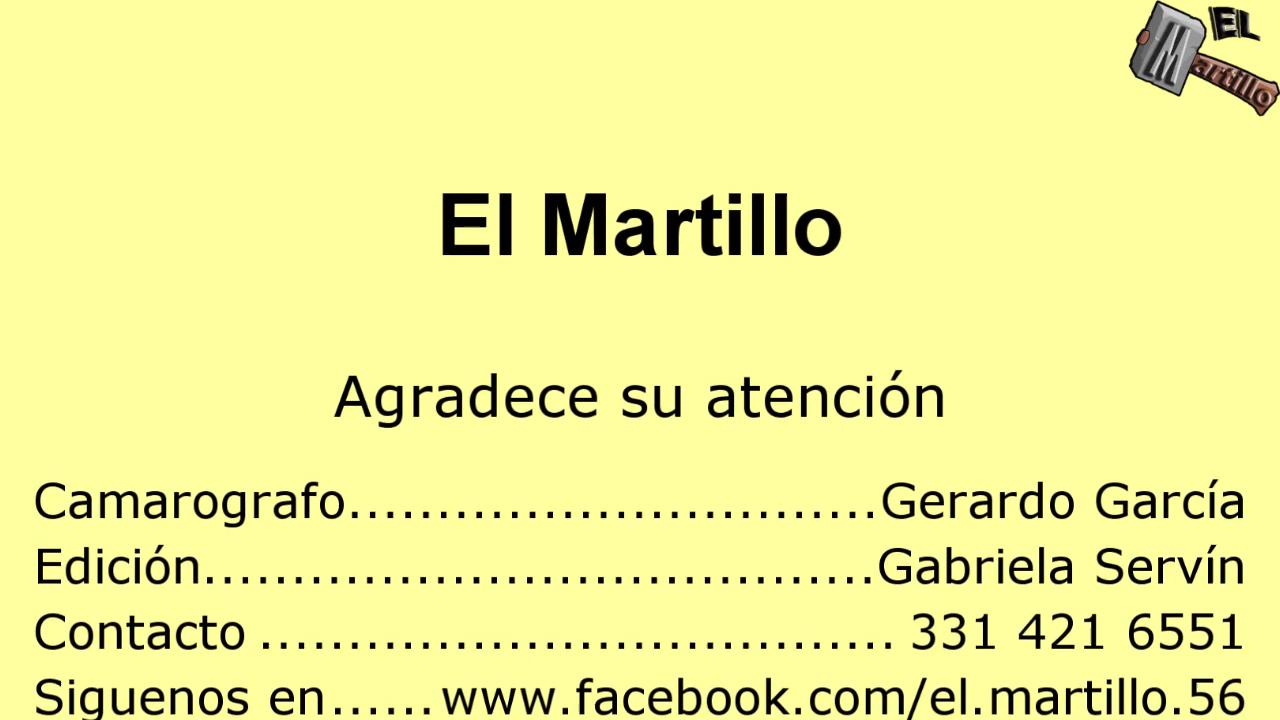 EL
Martillo
El Martillo
Agradece su atención
Camarografo..............................Gerardo García
Edición......................................Gabriela Servín
Contacto .................................... 331 421 6551
Siguenos en......www.facebook.com/el.martillo.56